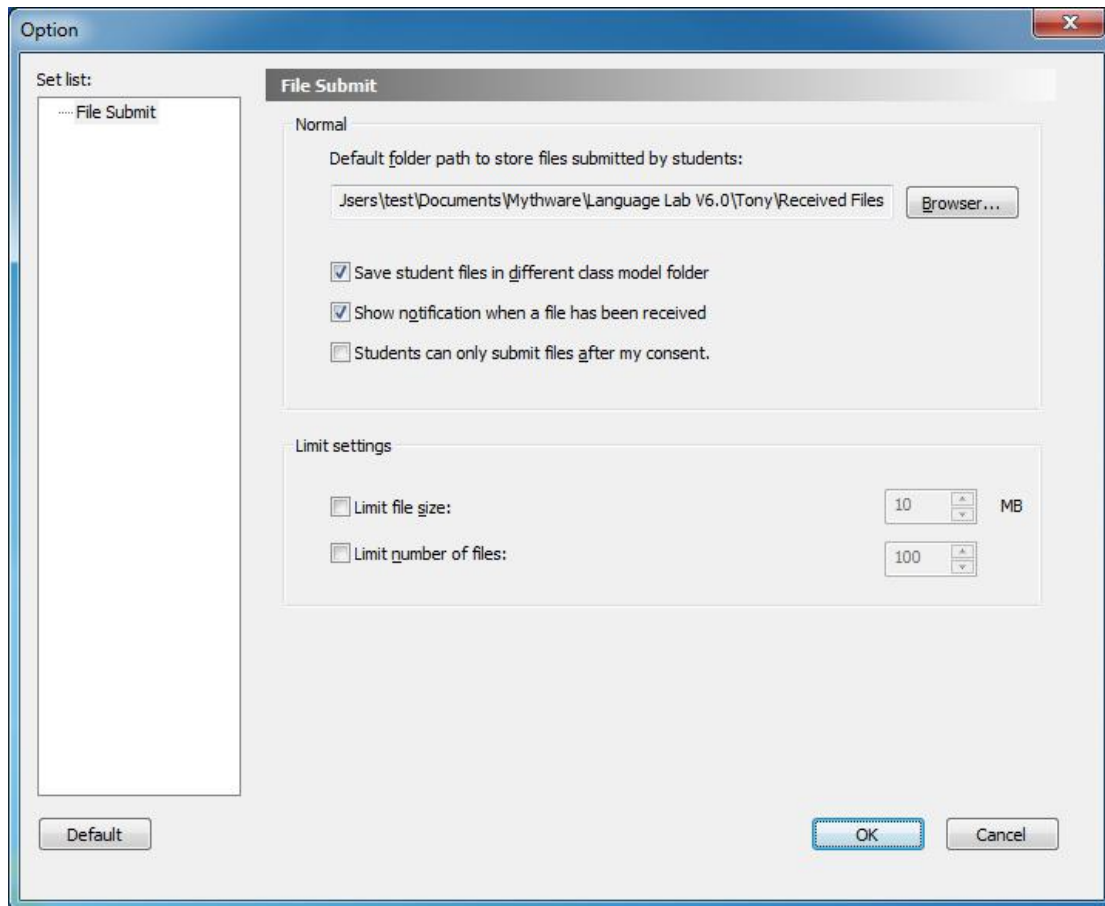 Option
Set list:
File Submit
File Submit
Normal
Default folder path to store files submitted by students:
Jsers\test\Documents\Mythware\Language Lab V6.0\Tony\Received Files
Browser...
Save student files in different class model folder
Show notification when a file has been received
Students can only submit files after my consent.
Limit settings
Limit file size:
10
MB
Limit number of files:
100
Default
OK
Cancel